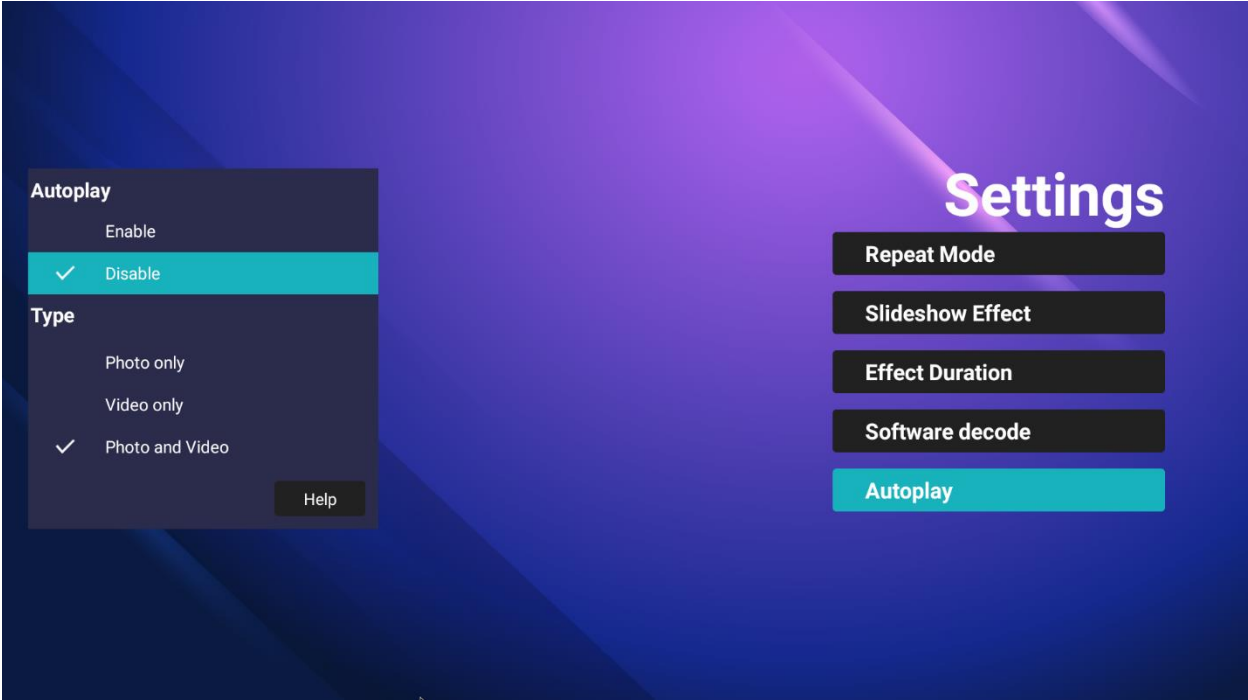 Autoplay
Enable
Disable
Type
Photo only
Video only
Photo and Video
Help
Settings
Repeat Mode
Slideshow Effect
Effect Duration
Software decode
Autoplay